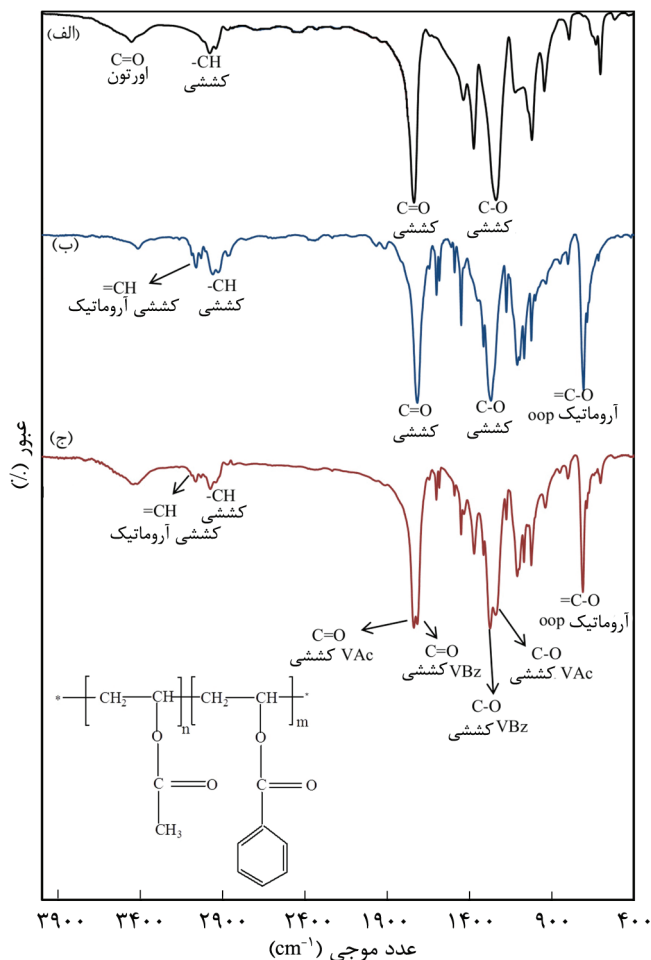 (الف)
C=O
اورتون
-CH
کششی
C=O
کششی
C-O
کششی
(ب)
=CH
کششی آروماتیک
-CH
کششی
C=O
کششی
C-O
کششی
=C-O
آروماتیک oop
(ج)
=CH
کششی آروماتیک
-CH
کششی
=C-O
آروماتیک oop
C=O
کششی VAc
C=O
کششی VBz
C-O
کششی VAc
C-O
کششی VBz
* CH₂ CH n CH₂ CH m *
O O
C O C O
CH₃
عبور (٪)
۳۹۰۰ ۳۴۰۰ ۲۹۰۰ ۲۴۰۰ ۱۹۰۰ ۱۴۰۰ ۹۰۰ ۴۰۰
عدد موجی (cm⁻¹)